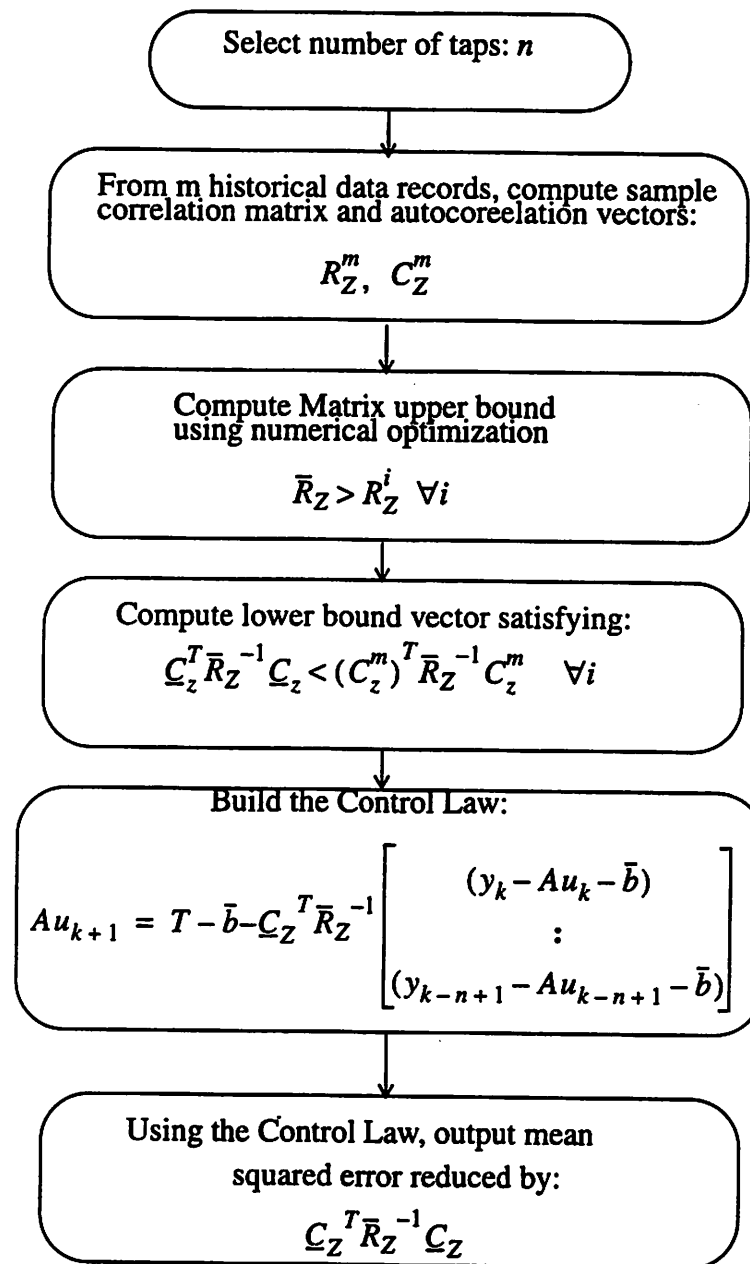 Select number of taps: n
From m historical data records, compute sample
correlation matrix and autocoreelation vectors:
R_Z^m, C_Z^m
Compute Matrix upper bound
using numerical optimization
R̄_Z > R_Z^i ∀i
Compute lower bound vector satisfying:
C̲_z^T R̄_Z^{-1} C̲_z < (C_z^m)^T R̄_Z^{-1} C_z^m ∀i
Build the Control Law:
Au_{k+1} = T − b̄ − C̲_Z^T R̄_Z^{-1} [ (y_k − Au_k − b̄)
:
(y_{k−n+1} − Au_{k−n+1} − b̄) ]
Using the Control Law, output mean
squared error reduced by:
C̲_Z^T R̄_Z^{-1} C̲_Z